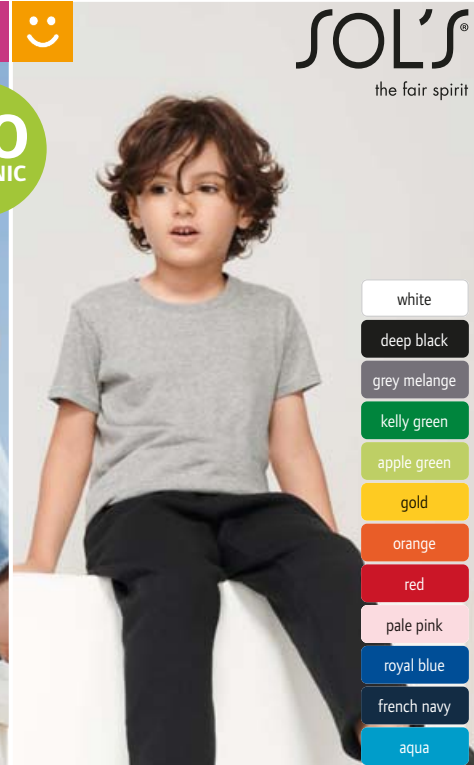 SOL'S®
the fair spirit
white
deep black
grey melange
kelly green
apple green
gold
orange
red
pale pink
royal blue
french navy
aqua